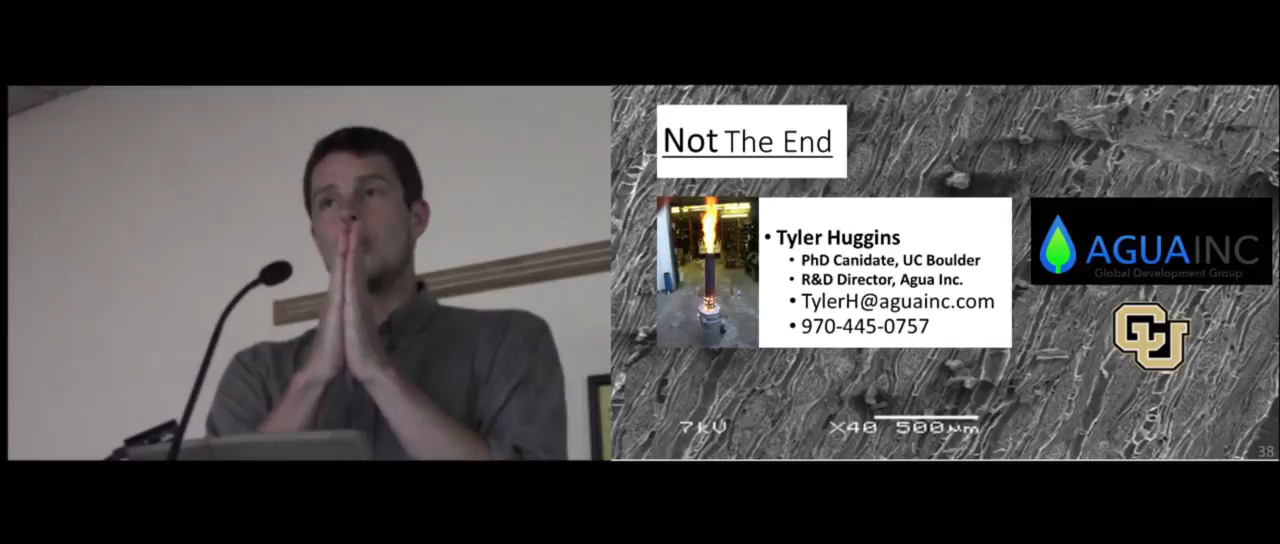 Not The End
• Tyler Huggins
• PhD Canidate, UC Boulder
• R&D Director, Agua Inc.
• TylerH@aguainc.com
• 970-445-0757
AGUAINC
Global Development Group
CU
7kV X40 500µm
38